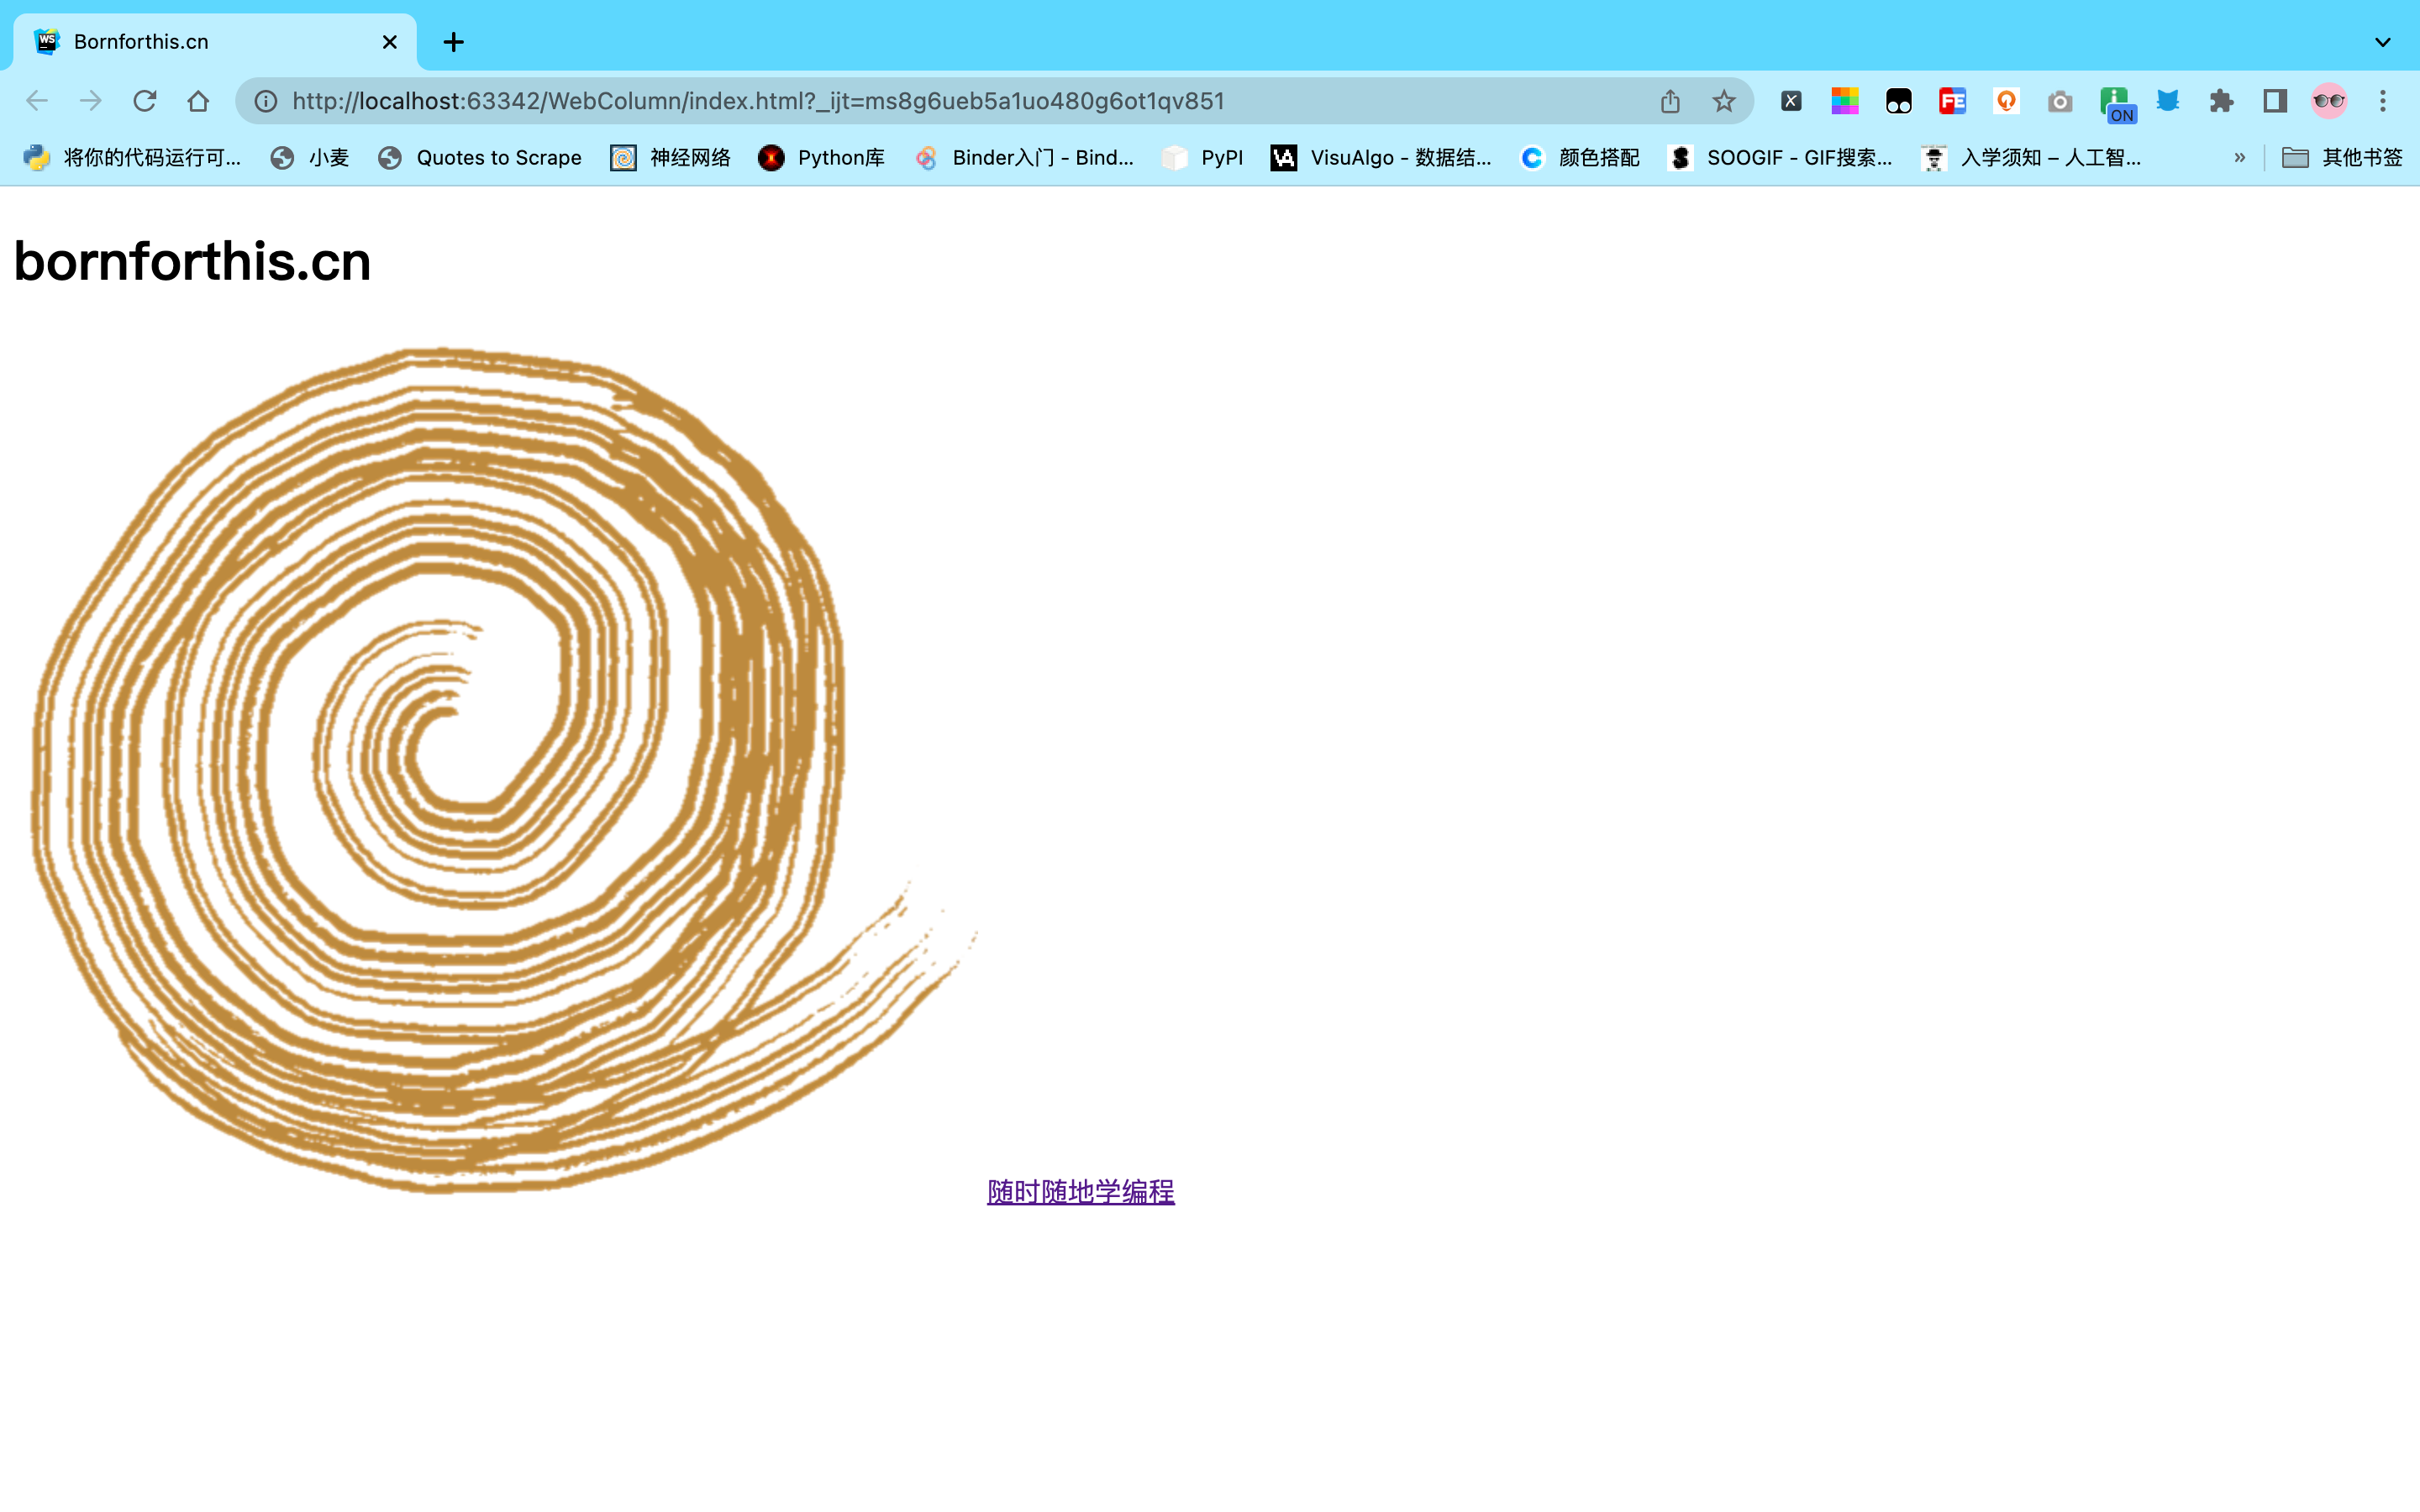 Bornforthis.cn
http://localhost:63342/WebColumn/index.html?_ijt=ms8g6ueb5a1uo480g6ot1qv851
ON
将你的代码运行可... 小麦 Quotes to Scrape 神经网络 Python库 Binder入门 - Bind... PyPI VisuAlgo - 数据结... 颜色搭配 SOOGIF - GIF搜索... 入学须知 – 人工智... » 其他书签
bornforthis.cn
随时随地学编程